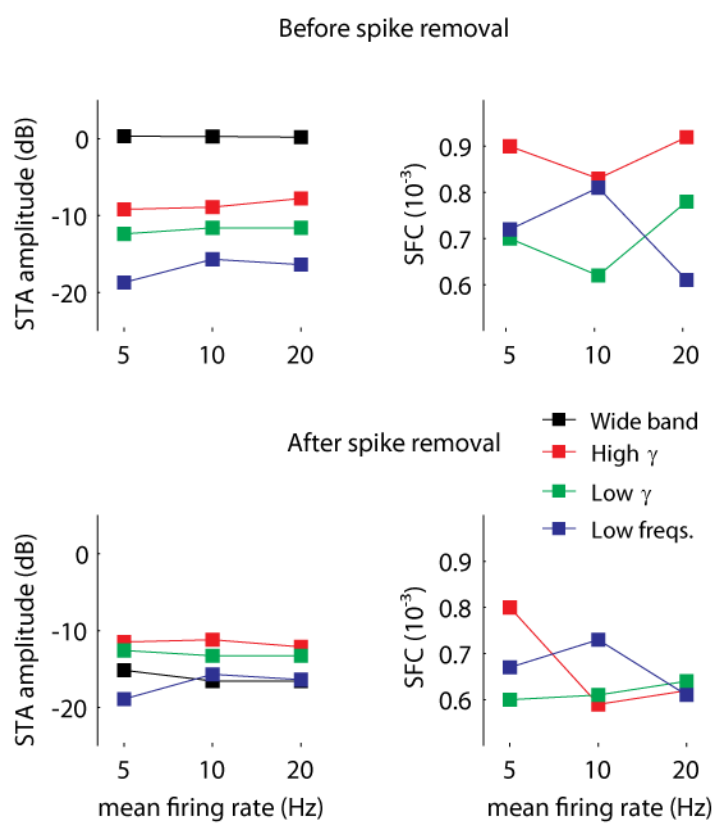 Before spike removal
STA amplitude (dB)
0
-10
-20
5 10 20
SFC (10⁻³)
0.9
0.8
0.7
0.6
5 10 20
Wide band
High γ
Low γ
Low freqs.
After spike removal
STA amplitude (dB)
0
-10
-20
5 10 20
mean firing rate (Hz)
SFC (10⁻³)
0.9
0.8
0.7
0.6
5 10 20
mean firing rate (Hz)